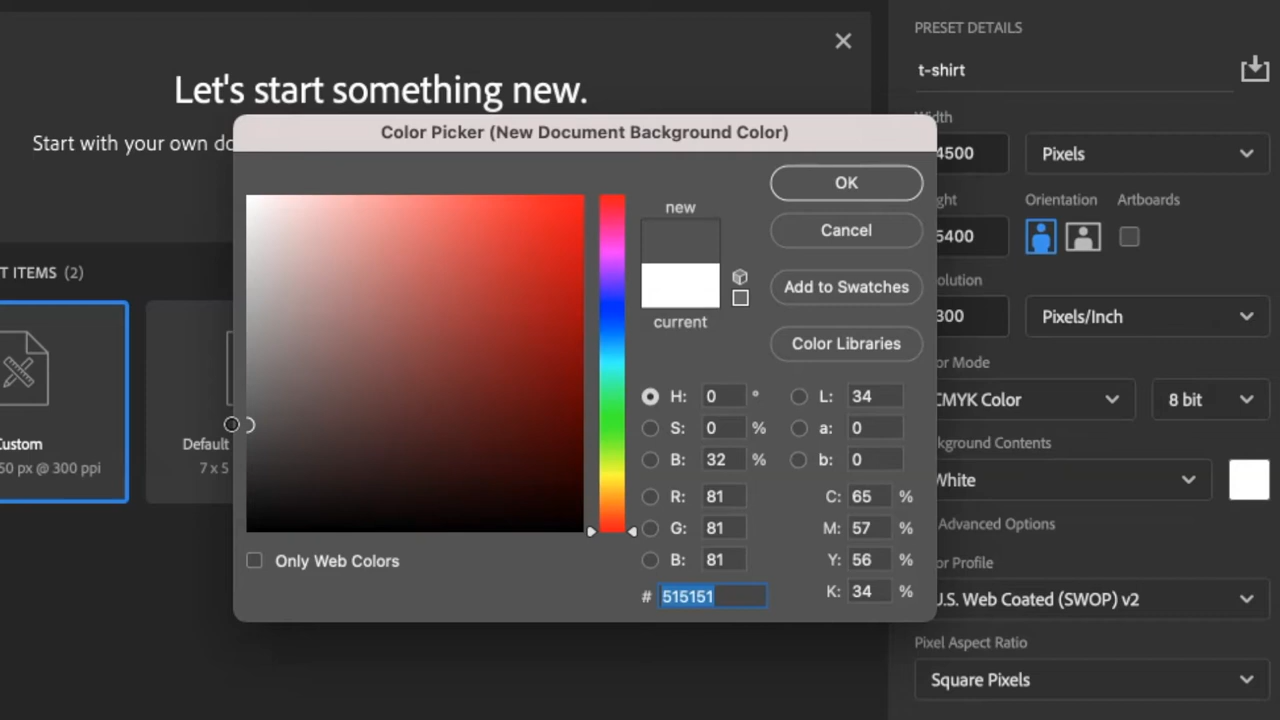 PRESET DETAILS
t-shirt
Let's start something new.
Start with your own do
Color Picker (New Document Background Color)
OK
Cancel
Add to Swatches
Color Libraries
new
current
H: 0 °
S: 0 %
B: 32 %
R: 81
G: 81
B: 81
# 515151
L: 34
a: 0
b: 0
C: 65 %
M: 57 %
Y: 56 %
K: 34 %
Only Web Colors
T ITEMS (2)
Custom
50 px @ 300 ppi
Default
7 x 5
Width
4500
Pixels
ght
5400
Orientation
Artboards
olution
300
Pixels/Inch
or Mode
CMYK Color
8 bit
kground Contents
White
Advanced Options
or Profile
U.S. Web Coated (SWOP) v2
Pixel Aspect Ratio
Square Pixels